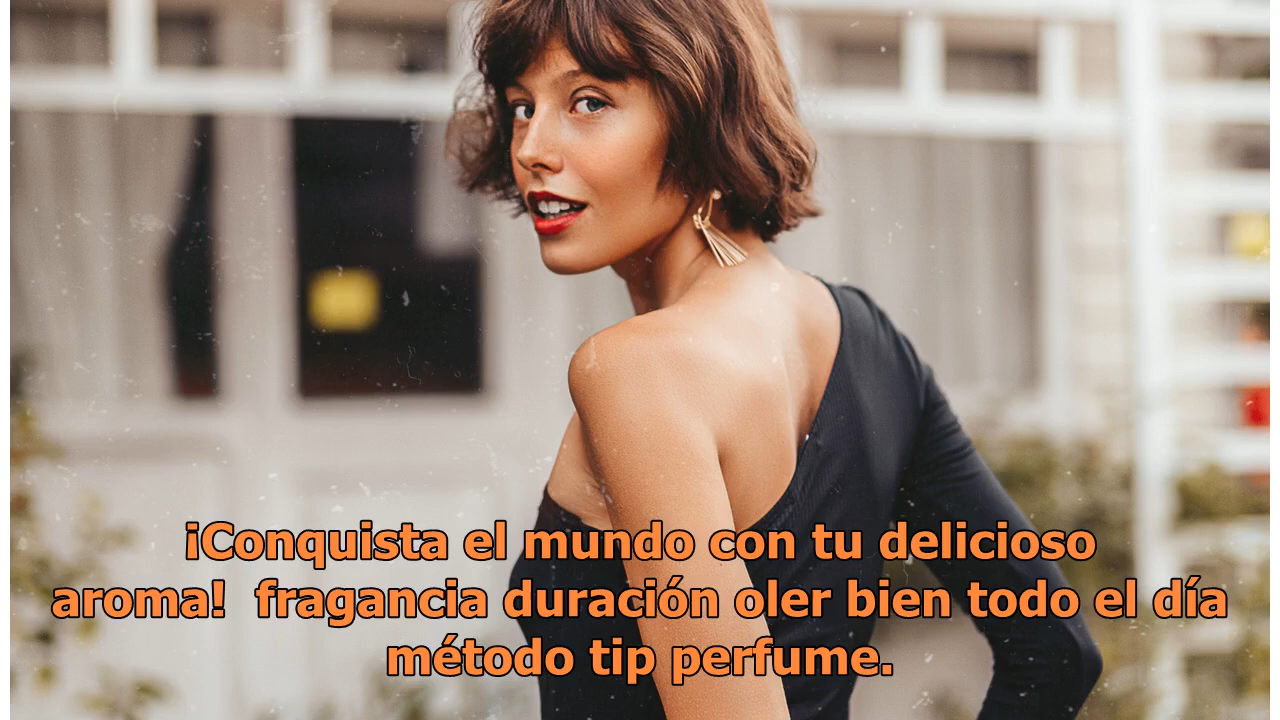 ¡Conquista el mundo con tu delicioso
aroma!  fragancia duración oler bien todo el día
método tip perfume.